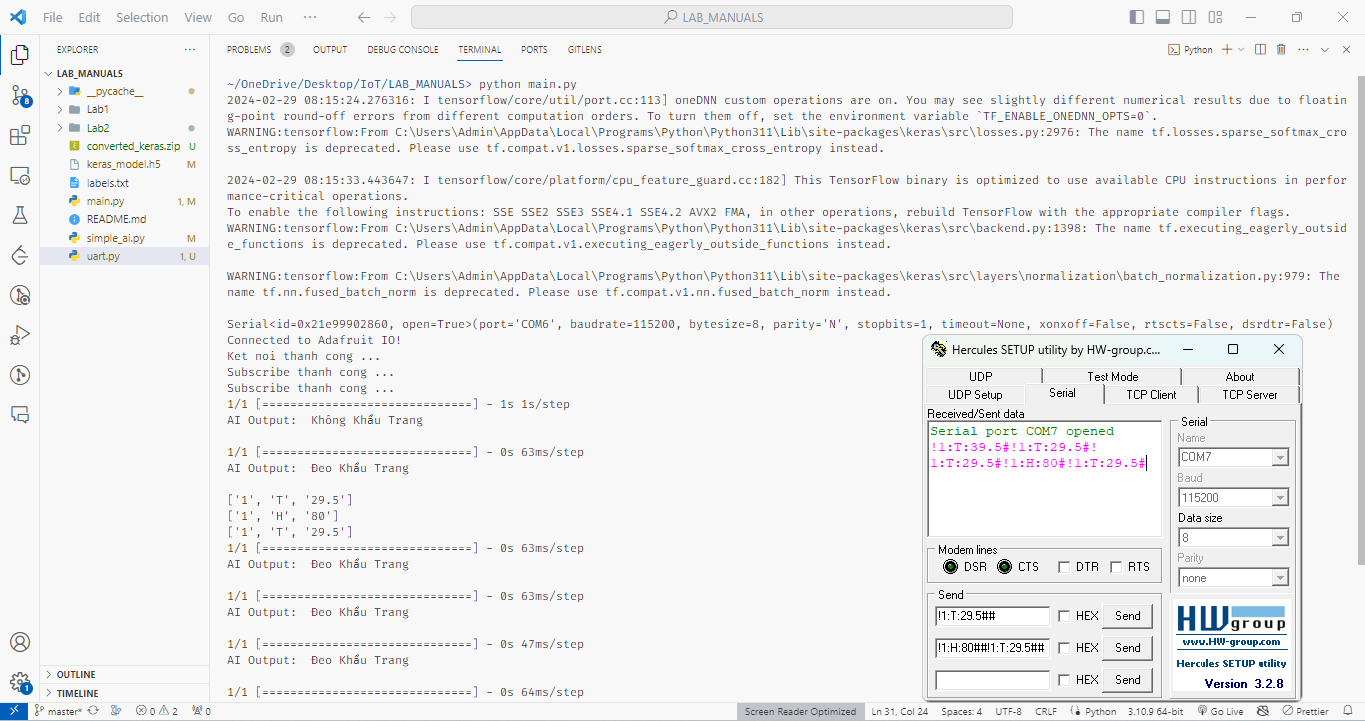 File Edit Selection View Go Run ··· LAB_MANUALS
EXPLORER ···
LAB_MANUALS
__pycache__
Lab1
Lab2
converted_keras.zip U
keras_model.h5 M
labels.txt
main.py 1, M
README.md
simple_ai.py M
uart.py 1, U
OUTLINE
TIMELINE
8
1
PROBLEMS 2 OUTPUT DEBUG CONSOLE TERMINAL PORTS GITLENS Python
~/OneDrive/Desktop/IoT/LAB_MANUALS> python main.py
2024-02-29 08:15:24.276316: I tensorflow/core/util/port.cc:113] oneDNN custom operations are on. You may see slightly different numerical results due to floatin
g-point round-off errors from different computation orders. To turn them off, set the environment variable `TF_ENABLE_ONEDNN_OPTS=0`.
WARNING:tensorflow:From C:\Users\Admin\AppData\Local\Programs\Python\Python311\Lib\site-packages\keras\src\losses.py:2976: The name tf.losses.sparse_softmax_cro
ss_entropy is deprecated. Please use tf.compat.v1.losses.sparse_softmax_cross_entropy instead.
2024-02-29 08:15:33.443647: I tensorflow/core/platform/cpu_feature_guard.cc:182] This TensorFlow binary is optimized to use available CPU instructions in perfor
mance-critical operations.
To enable the following instructions: SSE SSE2 SSE3 SSE4.1 SSE4.2 AVX2 FMA, in other operations, rebuild TensorFlow with the appropriate compiler flags.
WARNING:tensorflow:From C:\Users\Admin\AppData\Local\Programs\Python\Python311\Lib\site-packages\keras\src\backend.py:1398: The name tf.executing_eagerly_outsid
e_functions is deprecated. Please use tf.compat.v1.executing_eagerly_outside_functions instead.
WARNING:tensorflow:From C:\Users\Admin\AppData\Local\Programs\Python\Python311\Lib\site-packages\keras\src\layers\normalization\batch_normalization.py:979: The
name tf.nn.fused_batch_norm is deprecated. Please use tf.compat.v1.nn.fused_batch_norm instead.
Serial<id=0x21e99902860, open=True>(port='COM6', baudrate=115200, bytesize=8, parity='N', stopbits=1, timeout=None, xonxoff=False, rtscts=False, dsrdtr=False)
Connected to Adafruit IO!
Ket noi thanh cong ...
Subscribe thanh cong ...
Subscribe thanh cong ...
1/1 [==============================] - 1s 1s/step
AI Output:  Không Khẩu Trang
1/1 [==============================] - 0s 63ms/step
AI Output:  Đeo Khẩu Trang
['1', 'T', '29.5']
['1', 'H', '80']
['1', 'T', '29.5']
1/1 [==============================] - 0s 63ms/step
AI Output:  Đeo Khẩu Trang
1/1 [==============================] - 0s 63ms/step
AI Output:  Đeo Khẩu Trang
1/1 [==============================] - 0s 47ms/step
AI Output:  Đeo Khẩu Trang
1/1 [==============================] - 0s 64ms/step
Hercules SETUP utility by HW-group.c...
UDP Test Mode About
UDP Setup Serial TCP Client TCP Server
Received/Sent data
Serial port COM7 opened
!1:T:39.5#!1:T:29.5#!
1:T:29.5#!1:H:80#!1:T:29.5#
Serial
Name
COM7
Baud
115200
Data size
8
Parity
none
Modem lines
DSR CTS DTR RTS
Send
!1:T:29.5## HEX Send
!1:H:80##!1:T:29.5## HEX Send
HEX Send
HWgroup
www.HW-group.com
Hercules SETUP utility
Version 3.2.8
master* 0 2 0 Screen Reader Optimized Ln 31, Col 24 Spaces: 4 UTF-8 CRLF Python 3.10.9 64-bit Go Live Prettier